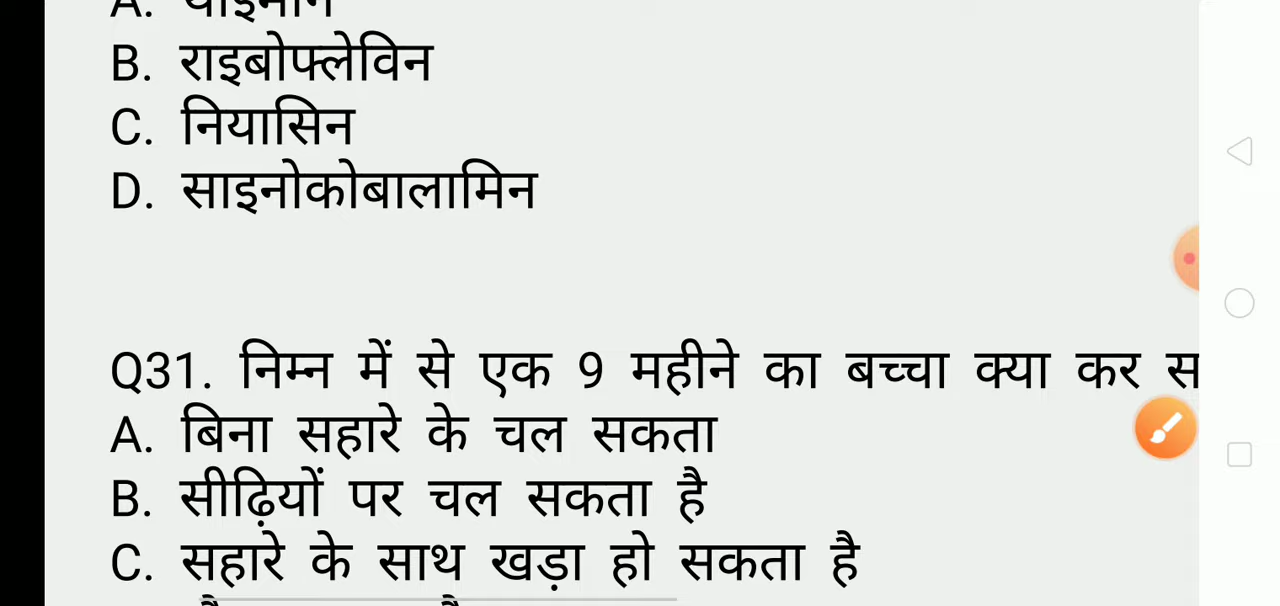 B. राइबोफ्लेविन
C. नियासिन
D. साइनोकोबालामिन
Q31. निम्न में से एक 9 महीने का बच्चा क्या कर
A. बिना सहारे के चल सकता
B. सीढ़ियों पर चल सकता है
C. सहारे के साथ खड़ा हो सकता है